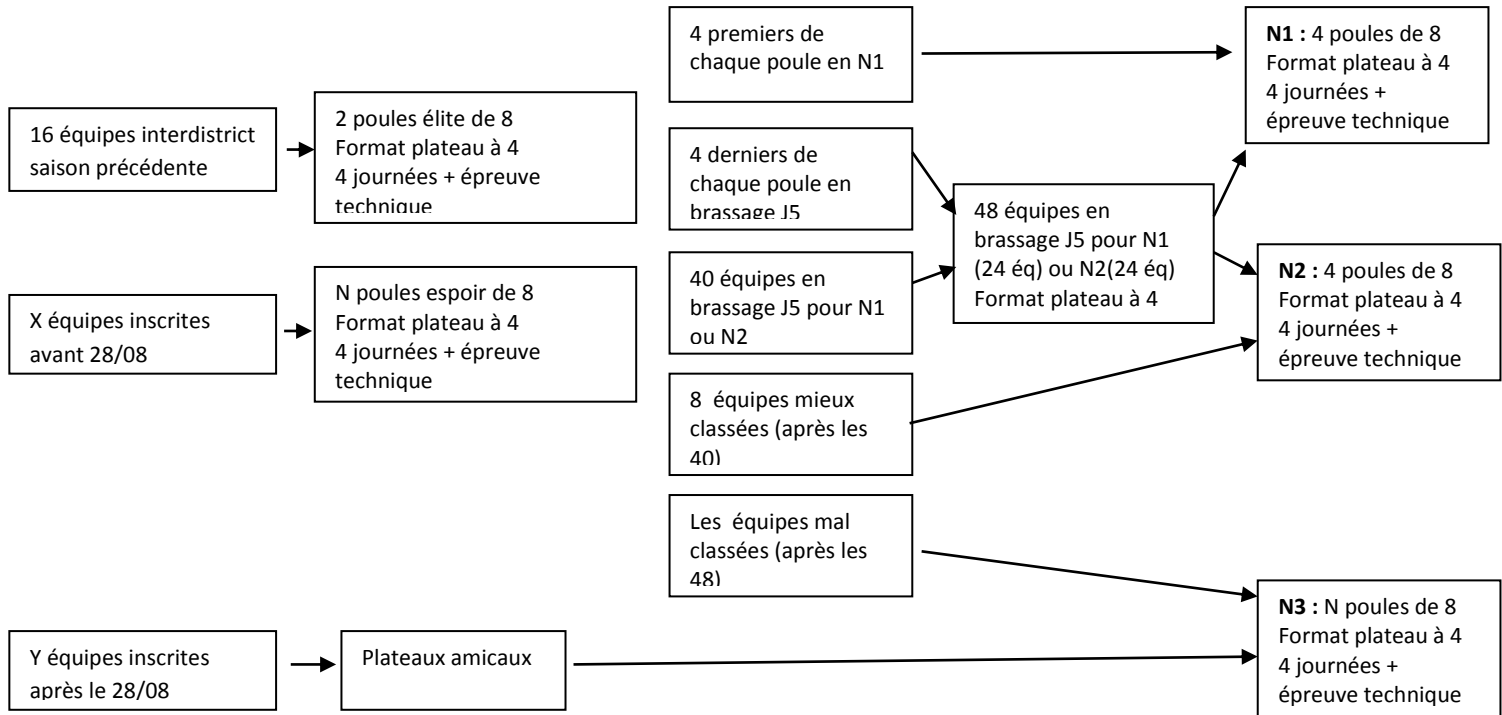 16 équipes interdistrict
saison précédente
2 poules élite de 8
Format plateau à 4
4 journées + épreuve
technique
X équipes inscrites
avant 28/08
N poules espoir de 8
Format plateau à 4
4 journées + épreuve
technique
Y équipes inscrites
après le 28/08
Plateaux amicaux
4 premiers de
chaque poule en N1
4 derniers de
chaque poule en
brassage J5
40 équipes en
brassage J5 pour N1
ou N2
8  équipes mieux
classées (après les
40)
Les  équipes mal
classées (après les
48)
48 équipes en
brassage J5 pour N1
(24 éq) ou N2(24 éq)
Format plateau à 4
N1 : 4 poules de 8
Format plateau à 4
4 journées +
épreuve technique
N2 : 4 poules de 8
Format plateau à 4
4 journées +
épreuve technique
N3 : N poules de 8
Format plateau à 4
4 journées +
épreuve technique